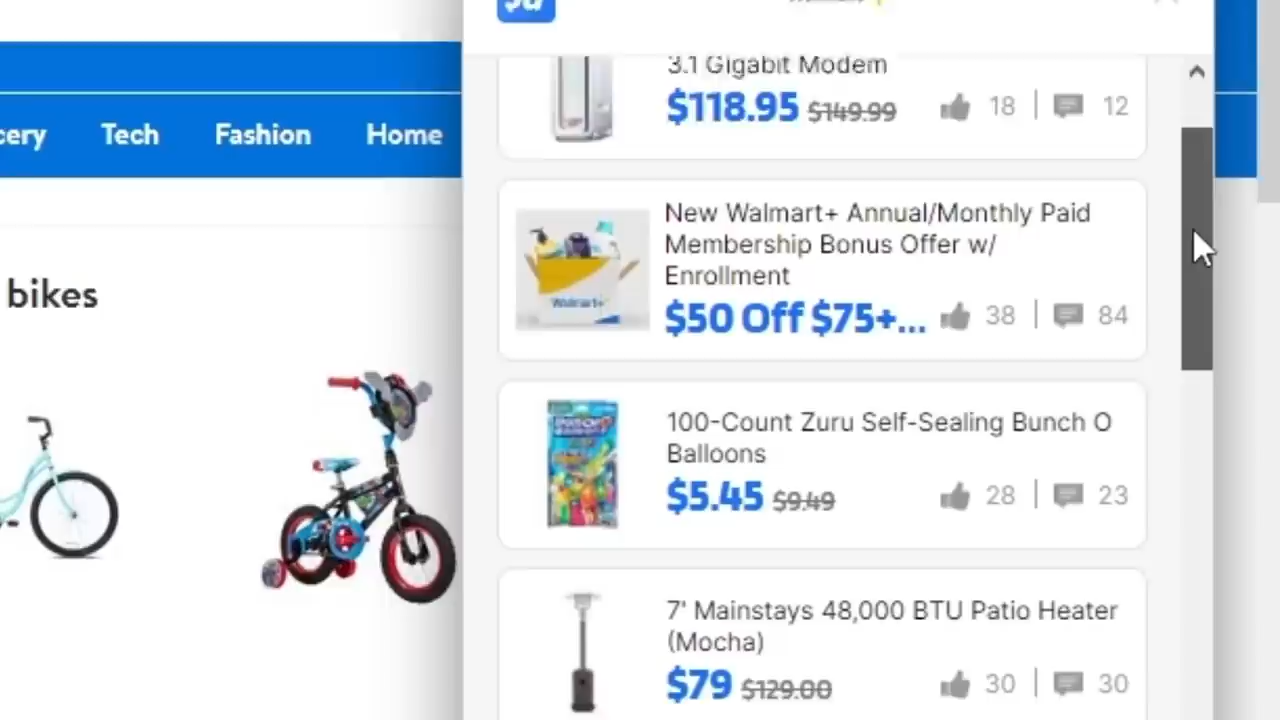 3.1 Gigabit Modem
$118.95 $149.99 18 | 12
Tech Fashion Home
New Walmart+ Annual/Monthly Paid
Membership Bonus Offer w/
Enrollment
$50 Off $75+... 38 | 84
Walmart+
bikes
100-Count Zuru Self-Sealing Bunch O
Balloons
$5.45 $9.49 28 | 23
7' Mainstays 48,000 BTU Patio Heater
(Mocha)
$79 $129.00 30 | 30